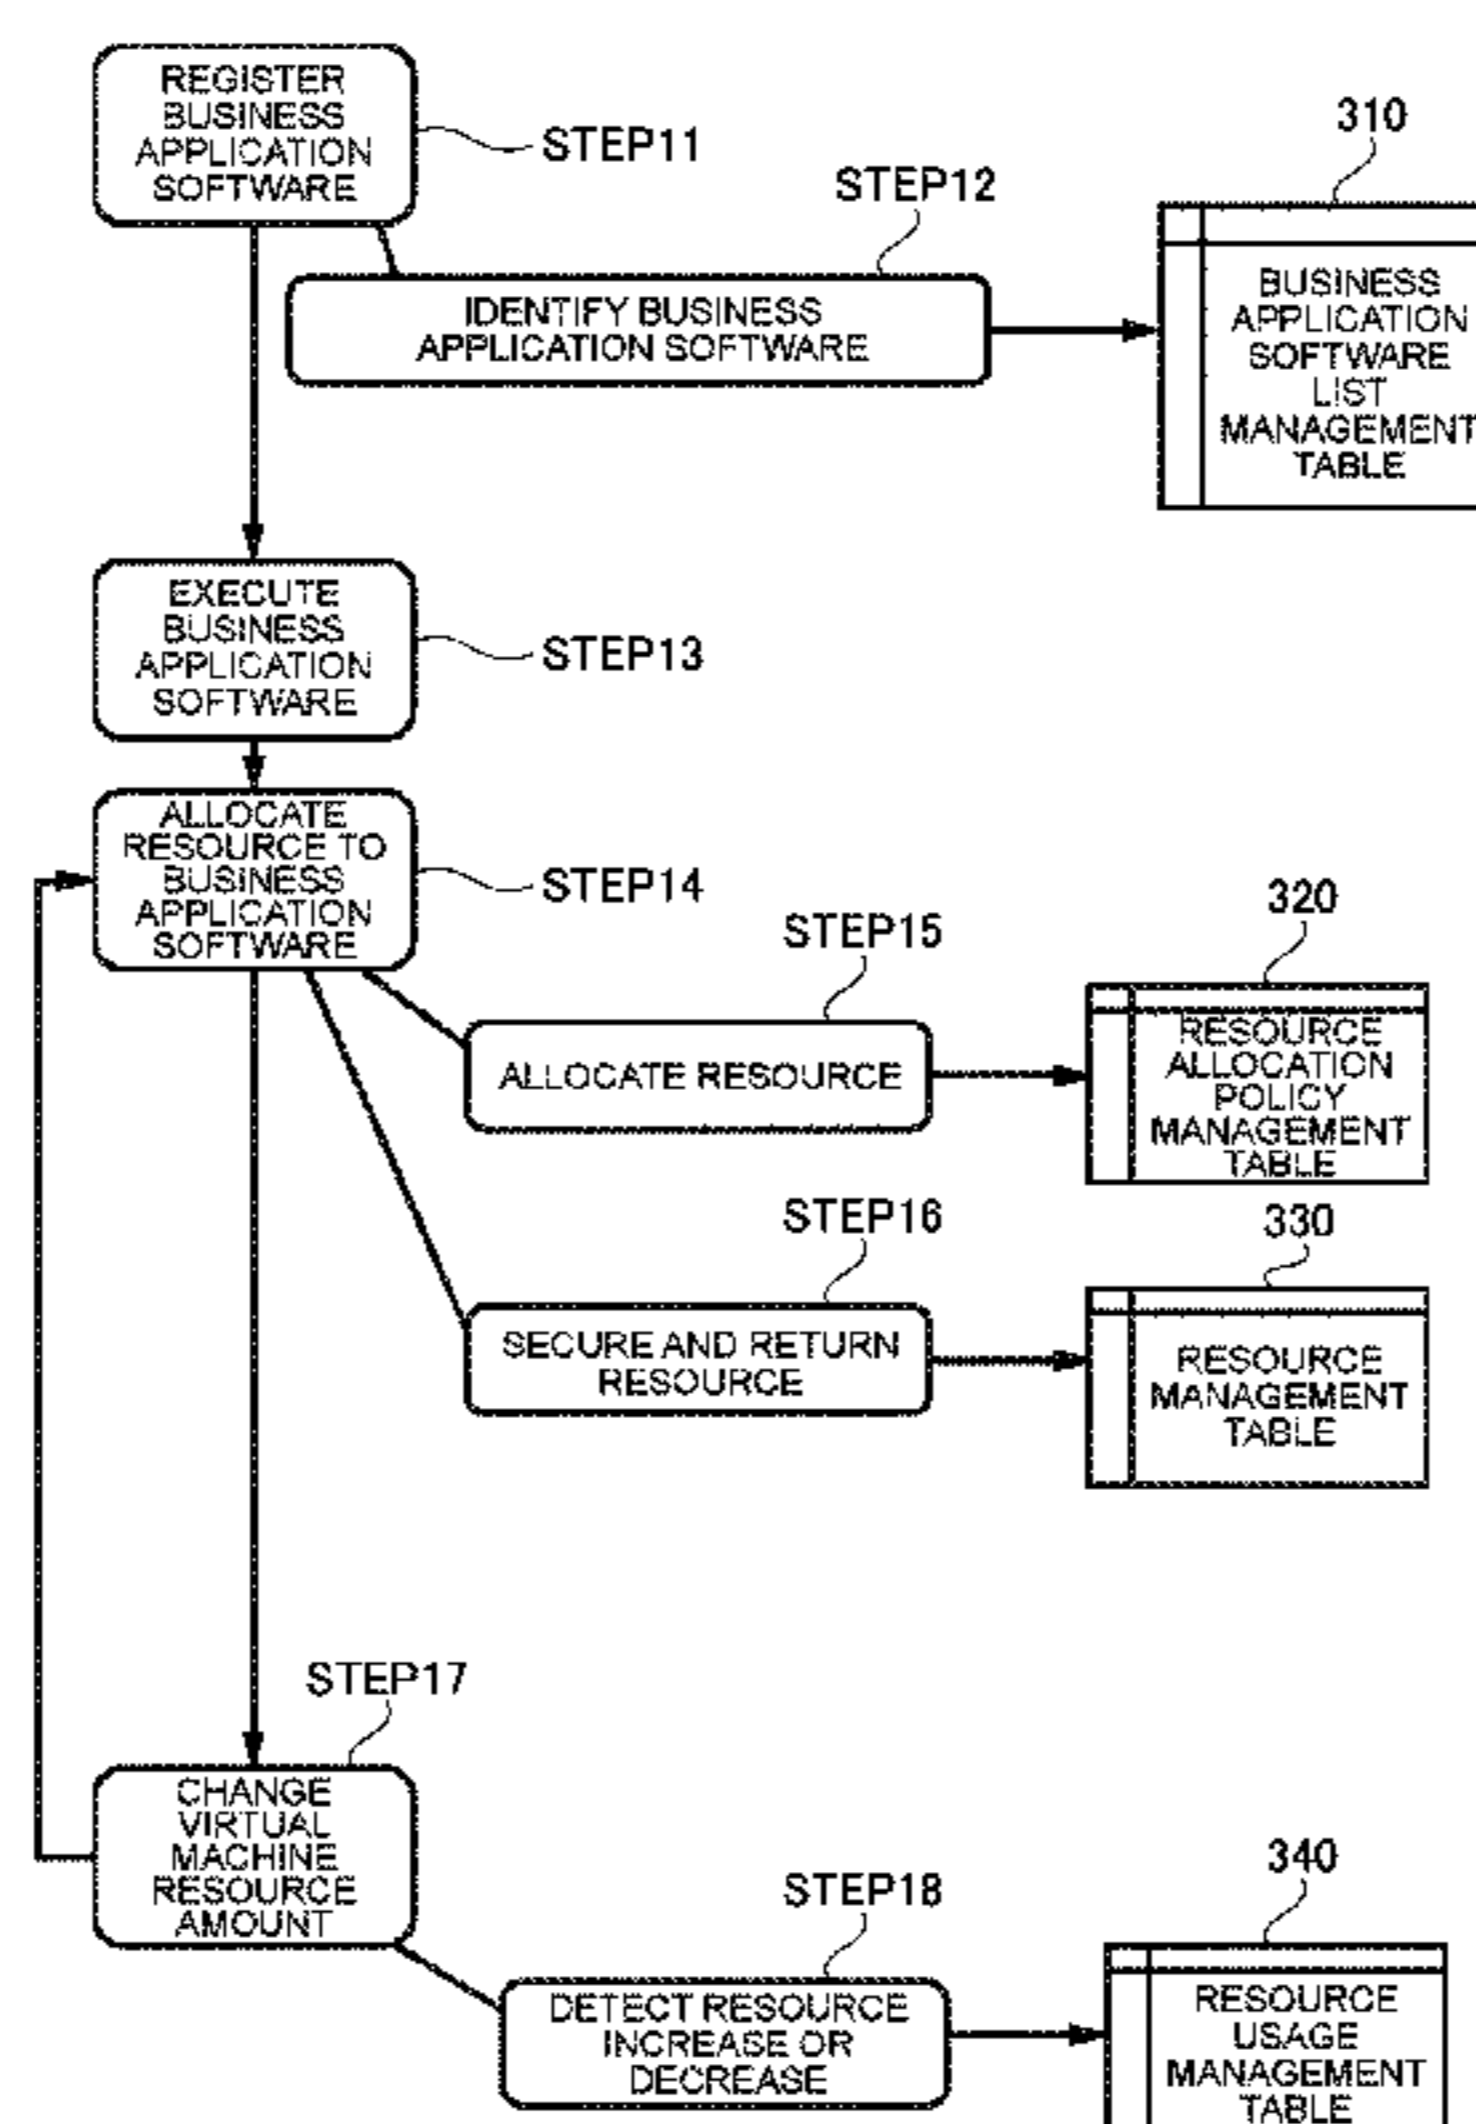 REGISTER
BUSINESS
APPLICATION
SOFTWARE
STEP11
STEP12
IDENTIFY BUSINESS
APPLICATION SOFTWARE
310
BUSINESS
APPLICATION
SOFTWARE
LIST
MANAGEMENT
TABLE
EXECUTE
BUSINESS
APPLICATION
SOFTWARE
STEP13
ALLOCATE
RESOURCE TO
BUSINESS
APPLICATION
SOFTWARE
STEP14
STEP15
ALLOCATE RESOURCE
320
RESOURCE
ALLOCATION
POLICY
MANAGEMENT
TABLE
STEP16
SECURE AND RETURN
RESOURCE
330
RESOURCE
MANAGEMENT
TABLE
STEP17
CHANGE
VIRTUAL
MACHINE
RESOURCE
AMOUNT
STEP18
DETECT RESOURCE
INCREASE OR
DECREASE
340
RESOURCE
USAGE
MANAGEMENT
TABLE